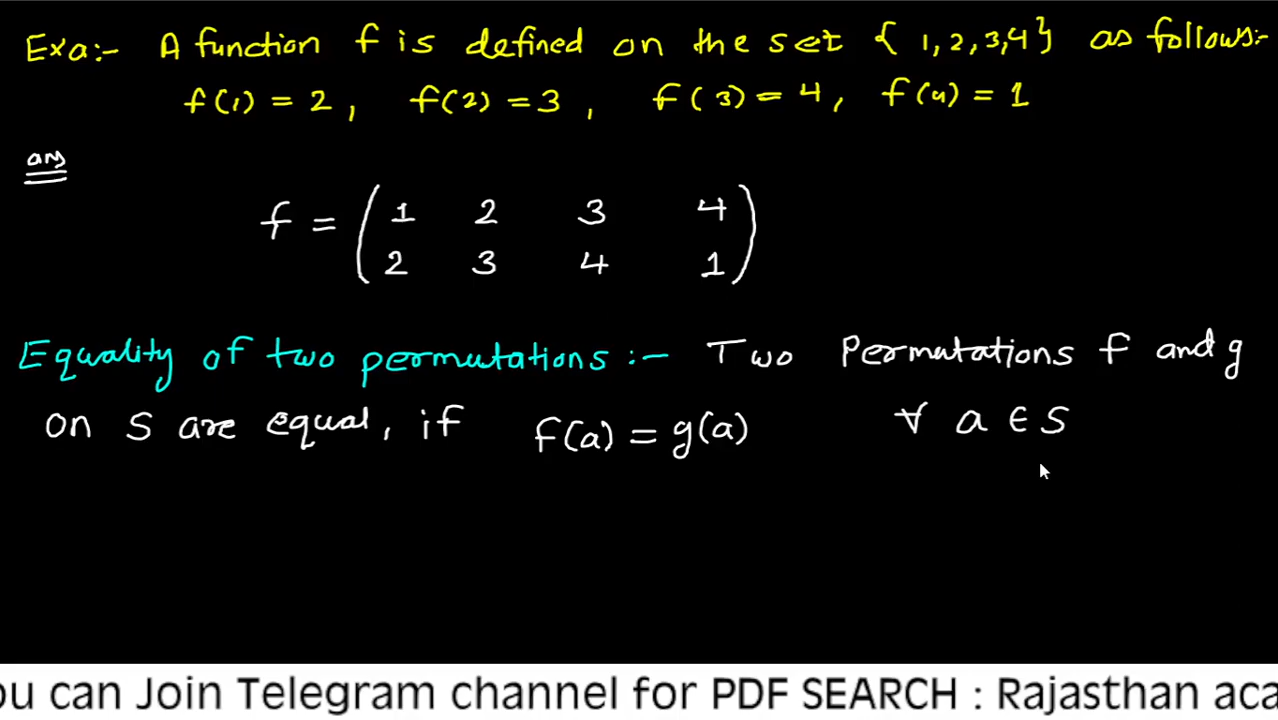 Exa:- A function f is defined on the set { 1,2,3,4} as follows:-
f(1) = 2, f(2) = 3, f(3) = 4, f(4) = 1
ans
f = (1 2 3 4
2 3 4 1)
Equality of two permutations :- Two Permutations f and g
on S are equal, if f(a) = g(a) ∀ a ∈ S
ou can Join Telegram channel for PDF SEARCH : Rajasthan aca